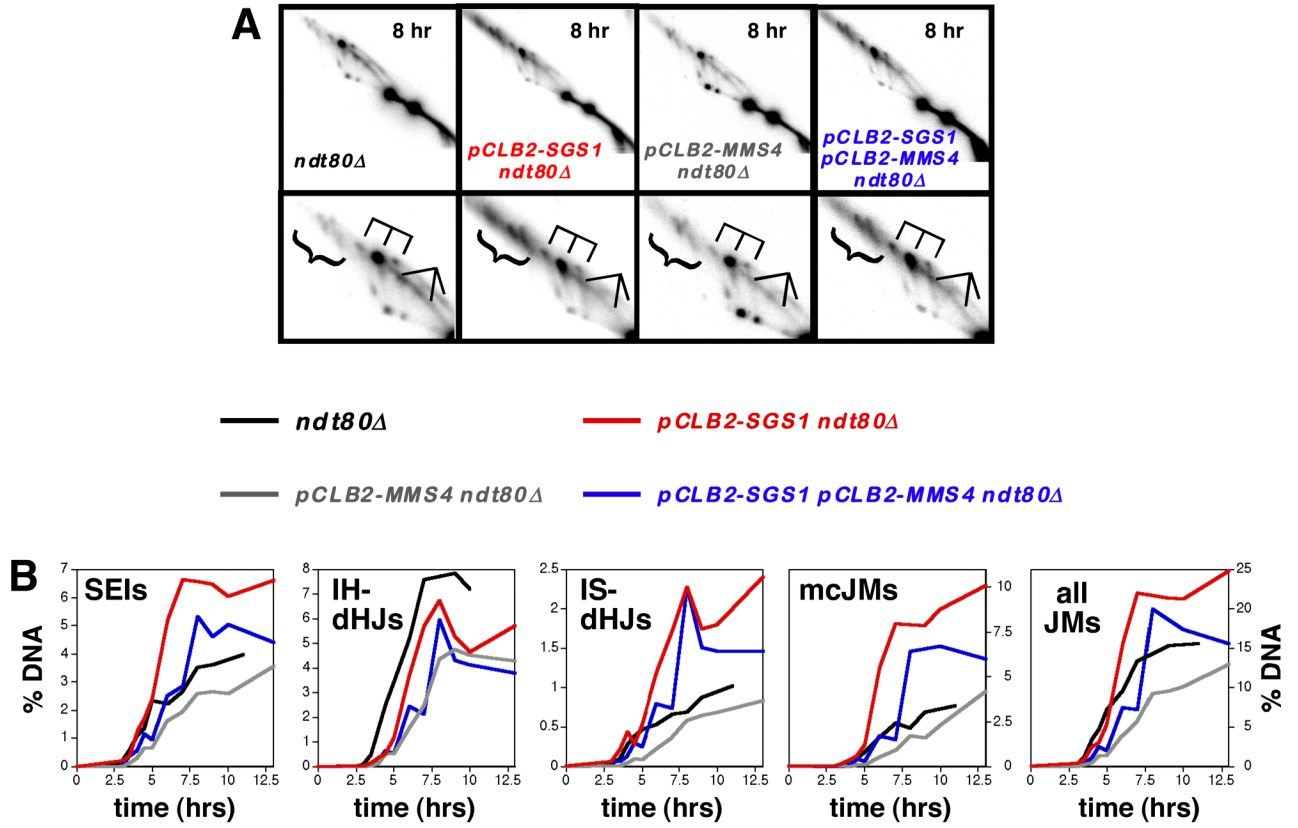 A
8 hr
8 hr
8 hr
8 hr
ndt80Δ
pCLB2-SGS1
ndt80Δ
pCLB2-MMS4
ndt80Δ
pCLB2-SGS1
pCLB2-MMS4
ndt80Δ
ndt80Δ
pCLB2-SGS1 ndt80Δ
pCLB2-MMS4 ndt80Δ
pCLB2-SGS1 pCLB2-MMS4 ndt80Δ
B
% DNA
7
6
5
4
3
2
1
0
SEIs
0 2.5 5 7.5 10 12.5
time (hrs)
8
7
6
5
4
3
2
1
0
IH-
dHJs
0 2.5 5 7.5 10 12.5
time (hrs)
2.5
2
1.5
1
0.5
0
IS-
dHJs
0 2.5 5 7.5 10 12.5
time (hrs)
mcJMs
10
7.5
5
2.5
0
0 2.5 5 7.5 10 12.5
time (hrs)
all
JMs
25
20
15
10
5
0
% DNA
0 2.5 5 7.5 10 12.5
time (hrs)